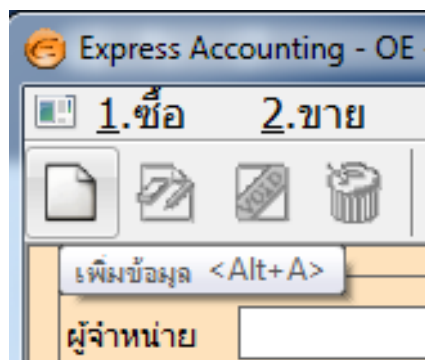 Express Accounting - OE
1.ซื้อ 2.ขาย
VOID
เพิ่มข้อมูล <Alt+A>
ผู้จำหน่าย